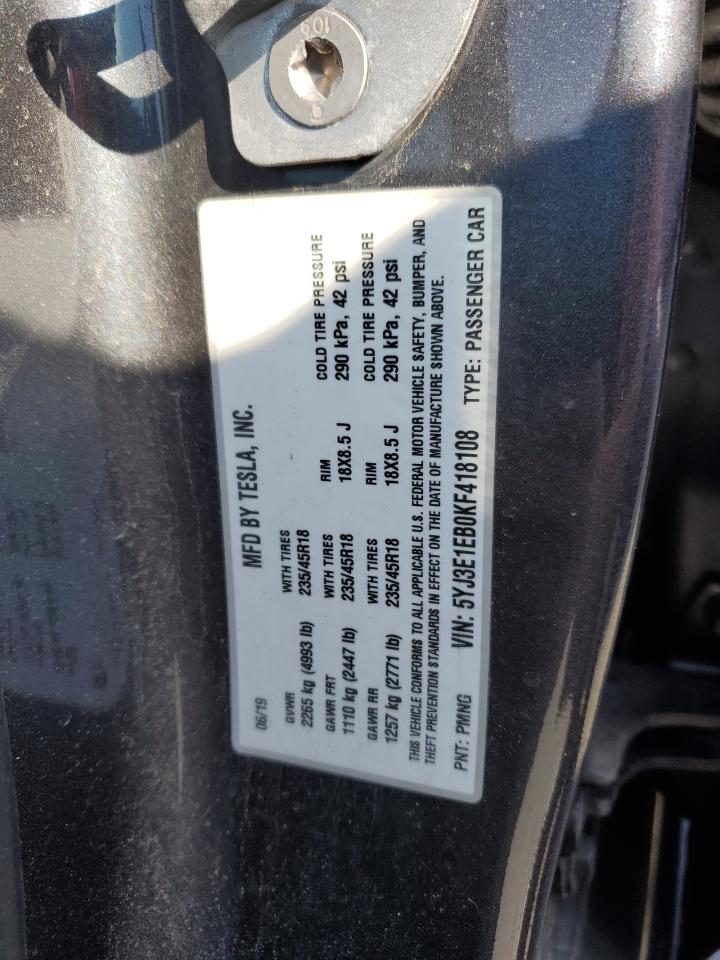 109
06/19 MFD BY TESLA, INC.
GVWR WITH TIRES
2265 kg (4993 lb) 235/45R18
GAWR FRT WITH TIRES RIM COLD TIRE PRESSURE
1110 kg (2447 lb) 235/45R18 18X8.5 J 290 kPa, 42 psi
GAWR RR WITH TIRES RIM COLD TIRE PRESSURE
1257 kg (2771 lb) 235/45R18 18X8.5 J 290 kPa, 42 psi
THIS VEHICLE CONFORMS TO ALL APPLICABLE U.S. FEDERAL MOTOR VEHICLE SAFETY, BUMPER, AND
THEFT PREVENTION STANDARDS IN EFFECT ON THE DATE OF MANUFACTURE SHOWN ABOVE.
PNT: PMNG VIN: 5YJ3E1EB0KF418108 TYPE: PASSENGER CAR